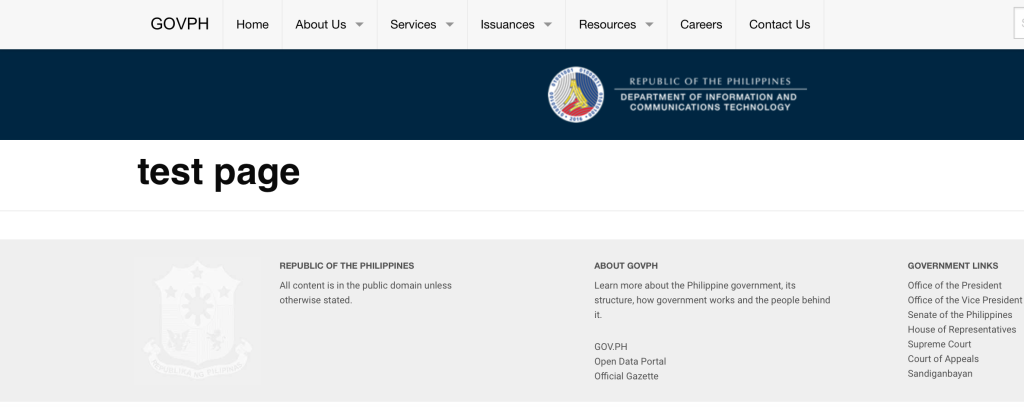 GOVPH Home About Us Services Issuances Resources Careers Contact Us
REPUBLIC OF THE PHILIPPINES
DEPARTMENT OF INFORMATION AND
COMMUNICATIONS TECHNOLOGY
2016
test page
REPUBLIC OF THE PHILIPPINES
All content is in the public domain unless
otherwise stated.
ABOUT GOVPH
Learn more about the Philippine government, its
structure, how government works and the people behind
it.
GOV.PH
Open Data Portal
Official Gazette
GOVERNMENT LINKS
Office of the President
Office of the Vice President
Senate of the Philippines
House of Representatives
Supreme Court
Court of Appeals
Sandiganbayan